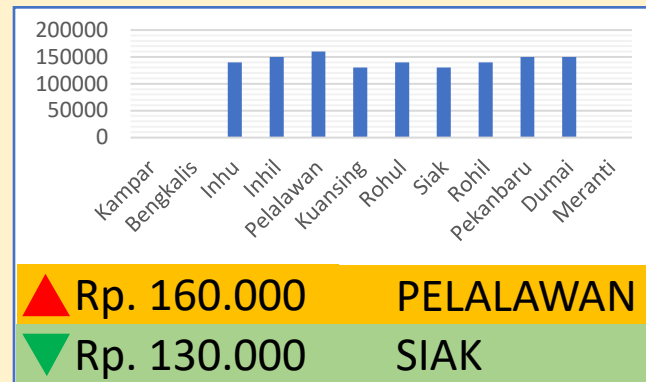 200000
150000
100000
50000
0
Kampar
Bengkalis
Inhu
Inhil
Pelalawan
Kuansing
Rohul
Siak
Rohil
Pekanbaru
Dumai
Meranti
Rp. 160.000 PELALAWAN
Rp. 130.000 SIAK